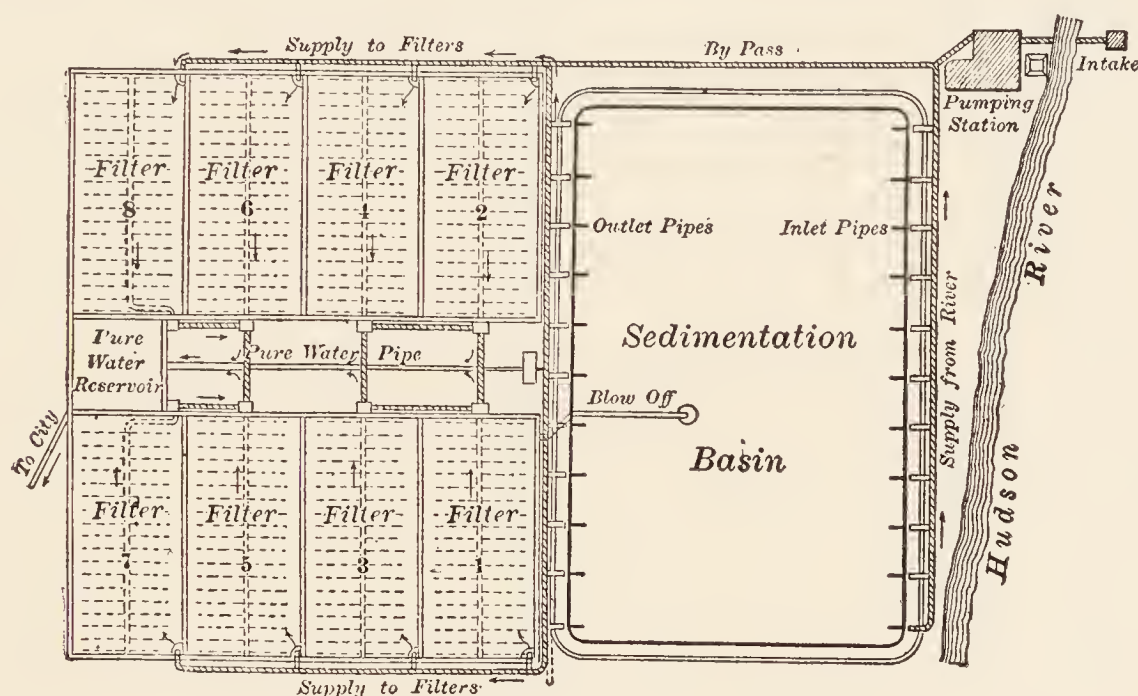 Supply to Filters
By Pass
Intake
Pumping
Station
Filter
8
Filter
6
Filter
4
Filter
2
Outlet Pipes
Inlet Pipes
River
Hudson
Supply from River
Sedimentation
Basin
Blow Off
Pure
Water
Reservoir
Pure Water Pipe
To City
Filter
7
Filter
5
Filter
3
Filter
1
Supply to Filters